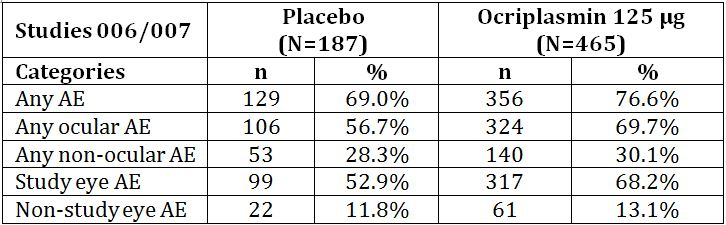 Studies 006/007 Placebo (N=187) Ocriplasmin 125 µg (N=465)
Categories n % n %
Any AE 129 69.0% 356 76.6%
Any ocular AE 106 56.7% 324 69.7%
Any non-ocular AE 53 28.3% 140 30.1%
Study eye AE 99 52.9% 317 68.2%
Non-study eye AE 22 11.8% 61 13.1%